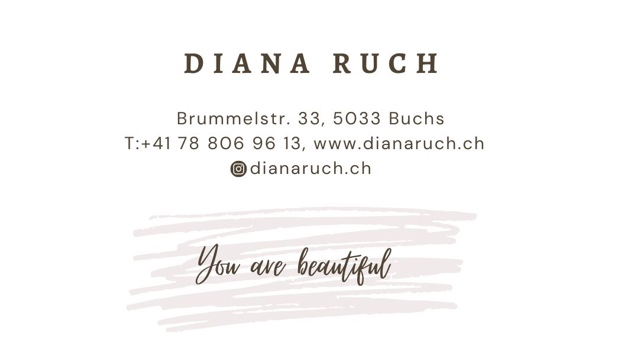 DIANA RUCH
Brummelstr. 33, 5033 Buchs
T:+41 78 806 96 13, www.dianaruch.ch
dianaruch.ch
You are beautiful